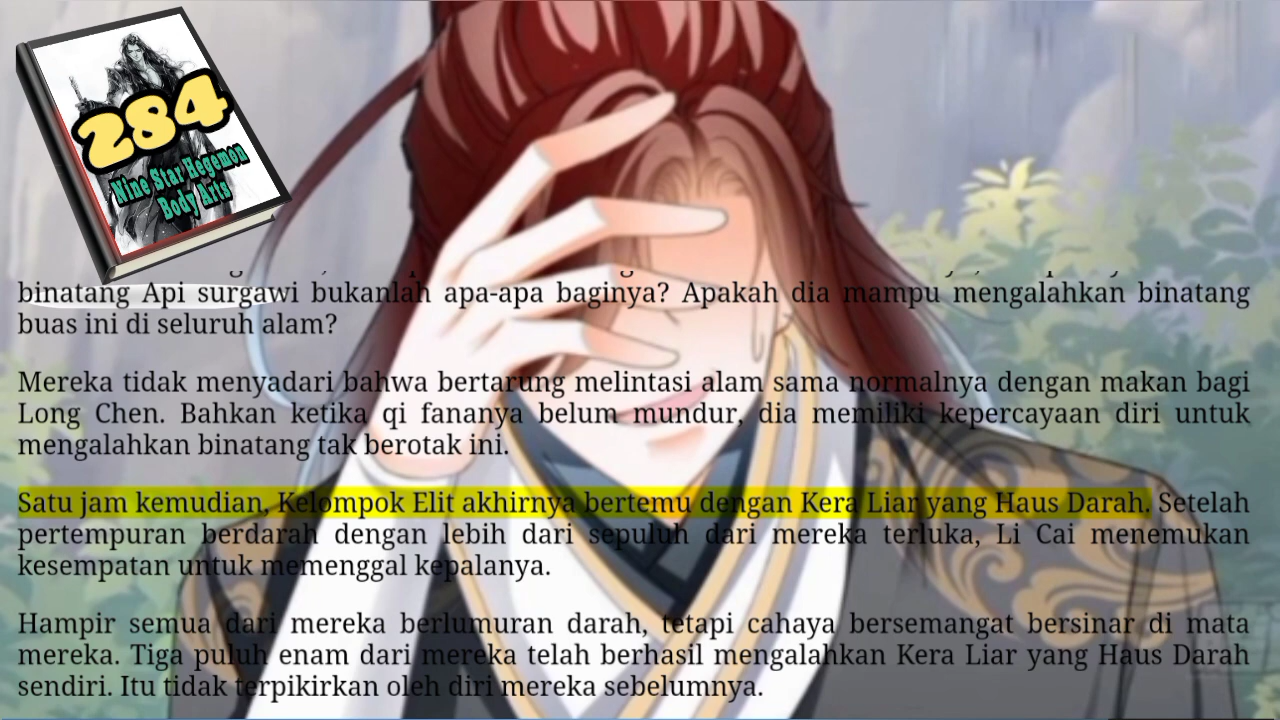 284
Nine Star Hegemon
Body Arts
binatang Api surgawi bukanlah apa-apa baginya? Apakah dia mampu mengalahkan binatang
buas ini di seluruh alam?
Mereka tidak menyadari bahwa bertarung melintasi alam sama normalnya dengan makan bagi
Long Chen. Bahkan ketika qi fananya belum mundur, dia memiliki kepercayaan diri untuk
mengalahkan binatang tak berotak ini.
Satu jam kemudian, Kelompok Elit akhirnya bertemu dengan Kera Liar yang Haus Darah. Setelah
pertempuran berdarah dengan lebih dari sepuluh dari mereka terluka, Li Cai menemukan
kesempatan untuk memenggal kepalanya.
Hampir semua dari mereka berlumuran darah, tetapi cahaya bersemangat bersinar di mata
mereka. Tiga puluh enam dari mereka telah berhasil mengalahkan Kera Liar yang Haus Darah
sendiri. Itu tidak terpikirkan oleh diri mereka sebelumnya.